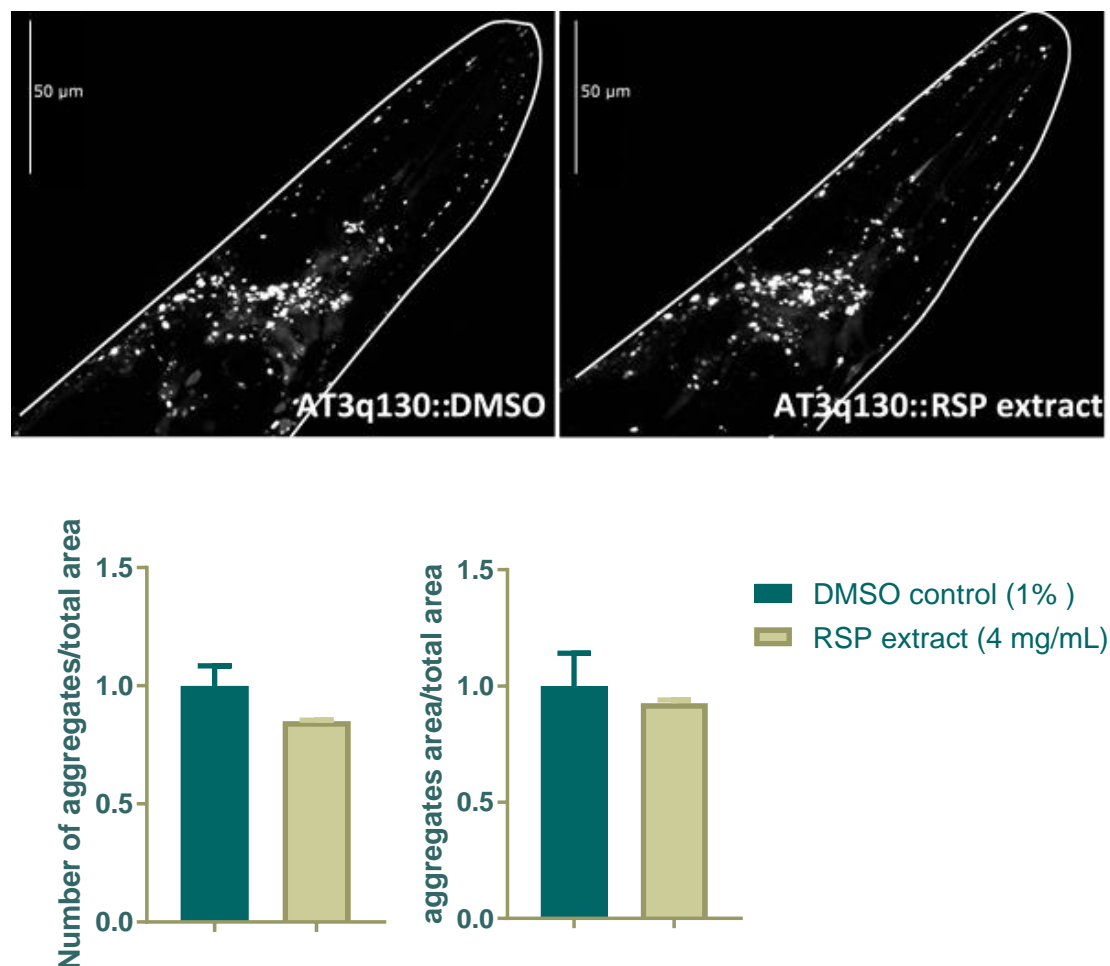 50 µm
50 µm
AT3q130::DMSO
AT3q130::RSP extract
Number of aggregates/total area
1.5
1.0
0.5
0.0
aggregates area/total area
1.5
1.0
0.5
0.0
DMSO control (1% )
RSP extract (4 mg/mL)